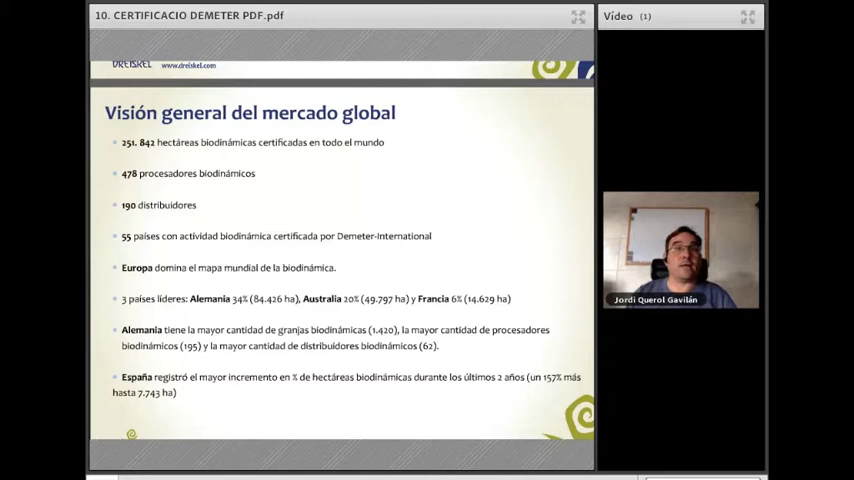 10. CERTIFICACIO DEMETER PDF.pdf
Vídeo (1)
DREISKEL www.dreiskel.com
Visión general del mercado global
251. 842 hectáreas biodinámicas certificadas en todo el mundo
478 procesadores biodinámicos
190 distribuidores
55 países con actividad biodinámica certificada por Demeter-International
Europa domina el mapa mundial de la biodinámica.
3 países líderes: Alemania 34% (84.426 ha), Australia 20% (49.797 ha) y Francia 6% (14.629 ha)
Alemania tiene la mayor cantidad de granjas biodinámicas (1.420), la mayor cantidad de procesadores
biodinámicos (195) y la mayor cantidad de distribuidores biodinámicos (62).
España registró el mayor incremento en % de hectáreas biodinámicas durante los últimos 2 años (un 157% más
hasta 7.743 ha)
Jordi Querol Gavilán